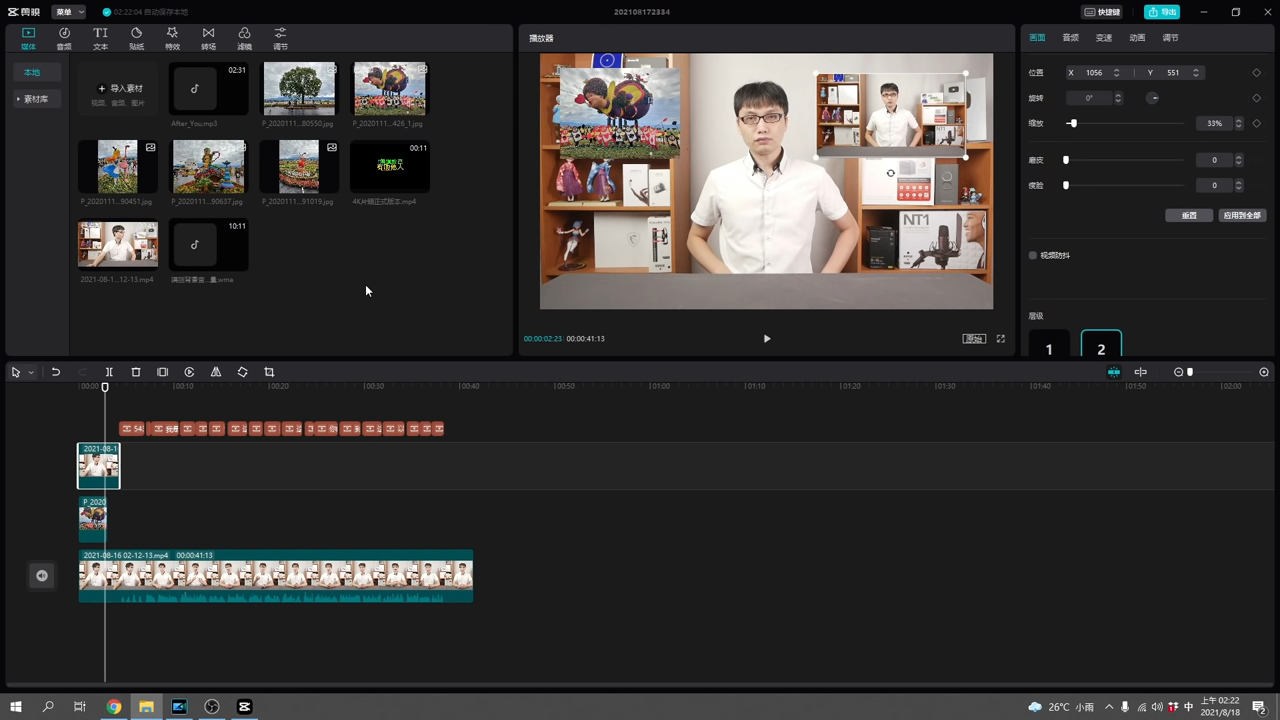 剪映
菜单
02:22:04 自动保存本地
202108172334
快捷键
导出
媒体
音频
文本
贴纸
特效
转场
滤镜
调节
播放器
画面
音频
变速
动画
调节
本地
素材库
导入素材
视频、音频、图片
02:31
After_You.mp3
P_2020111...80550.jpg
P_2020111...426_1.jpg
P_2020111...90451.jpg
P_2020111...90637.jpg
P_2020111...91019.jpg
00:11
4K片头正式版本.mp4
2021-08-1...12-13.mp4
10:11
NT1
位置
X 1056
Y 551
旋转
0°
缩放
33%
磨皮
0
瘦脸
0
重置
应用到全部
视频防抖
层级
1
2
00:00:02:23 00:00:41:13
原始
00:00
00:10
00:20
00:30
00:40
00:50
01:00
01:10
01:20
01:30
01:40
01:50
02:00
2021-08-1
P_2020
2021-08-16 02-12-13.mp4 00:00:41:13
26°C 小雨
中
上午 02:22
2021/8/18